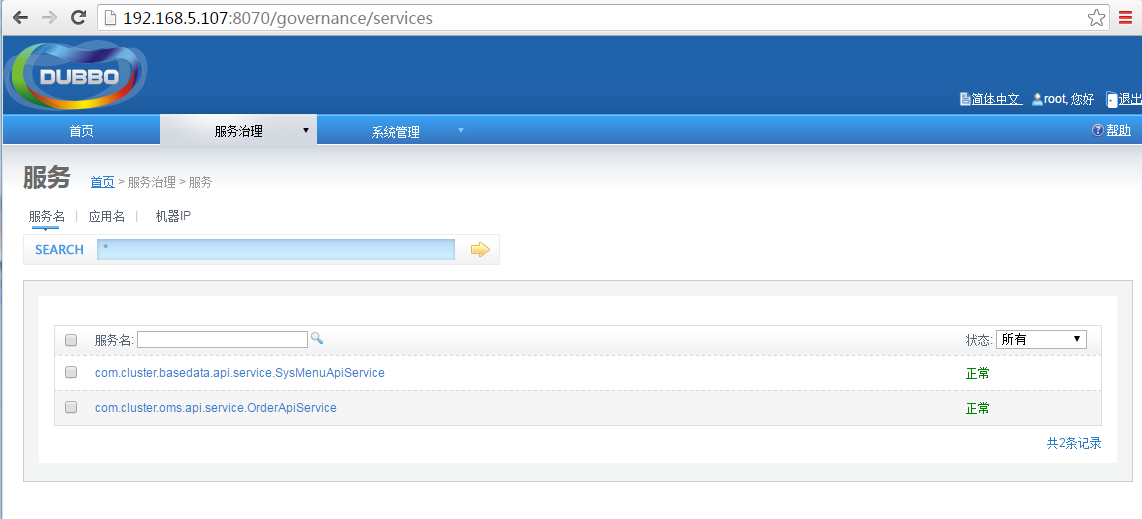 192.168.5.107:8070/governance/services
DUBBO
简体中文 root, 您好 退出
首页 服务治理 系统管理 帮助
服务 首页 > 服务治理 > 服务
服务名 | 应用名 | 机器IP
SEARCH *
服务名: 状态: 所有
com.cluster.basedata.api.service.SysMenuApiService 正常
com.cluster.oms.api.service.OrderApiService 正常
共2条记录